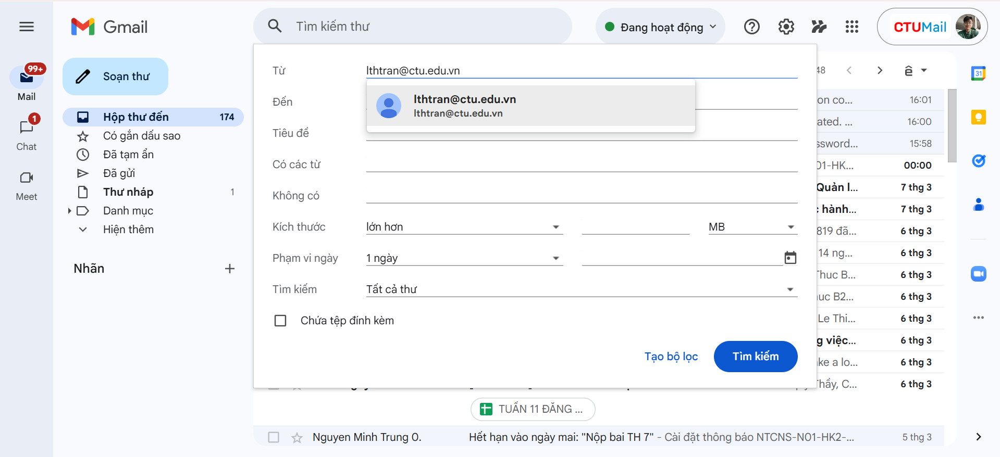 Gmail
Tìm kiếm thư
Đang hoạt động
CTUMail
99+
Mail
1
Chat
Meet
Soạn thư
Hộp thư đến 174
Có gắn dấu sao
Đã tạm ẩn
Đã gửi
Thư nháp 1
Danh mục
Hiện thêm
Nhãn
Từ lthtran@ctu.edu.vn
lthtran@ctu.edu.vn
lthtran@ctu.edu.vn
Đến
Tiêu đề
Có các từ
Không có
Kích thước lớn hơn MB
Phạm vi ngày 1 ngày
Tìm kiếm Tất cả thư
Chứa tệp đính kèm
Tạo bộ lọc Tìm kiếm
48 ê
on co... 16:01
ated. ... 16:00
ssword... 15:58
01-HK... 00:00
Quản l... 7 thg 3
hành... 7 thg 3
819 đã... 6 thg 3
14 ng... 6 thg 3
Thuc B... 6 thg 3
uc B2... 6 thg 3
Le Thi... 6 thg 3
g việc... 6 thg 3
ke a lo... 6 thg 3
Thầy, C... 6 thg 3
TUẦN 11 ĐĂNG ...
Nguyen Minh Trung O. Hết hạn vào ngày mai: "Nộp bai TH 7" - Cài đặt thông báo NTCNS-N01-HK2-... 5 thg 3
31